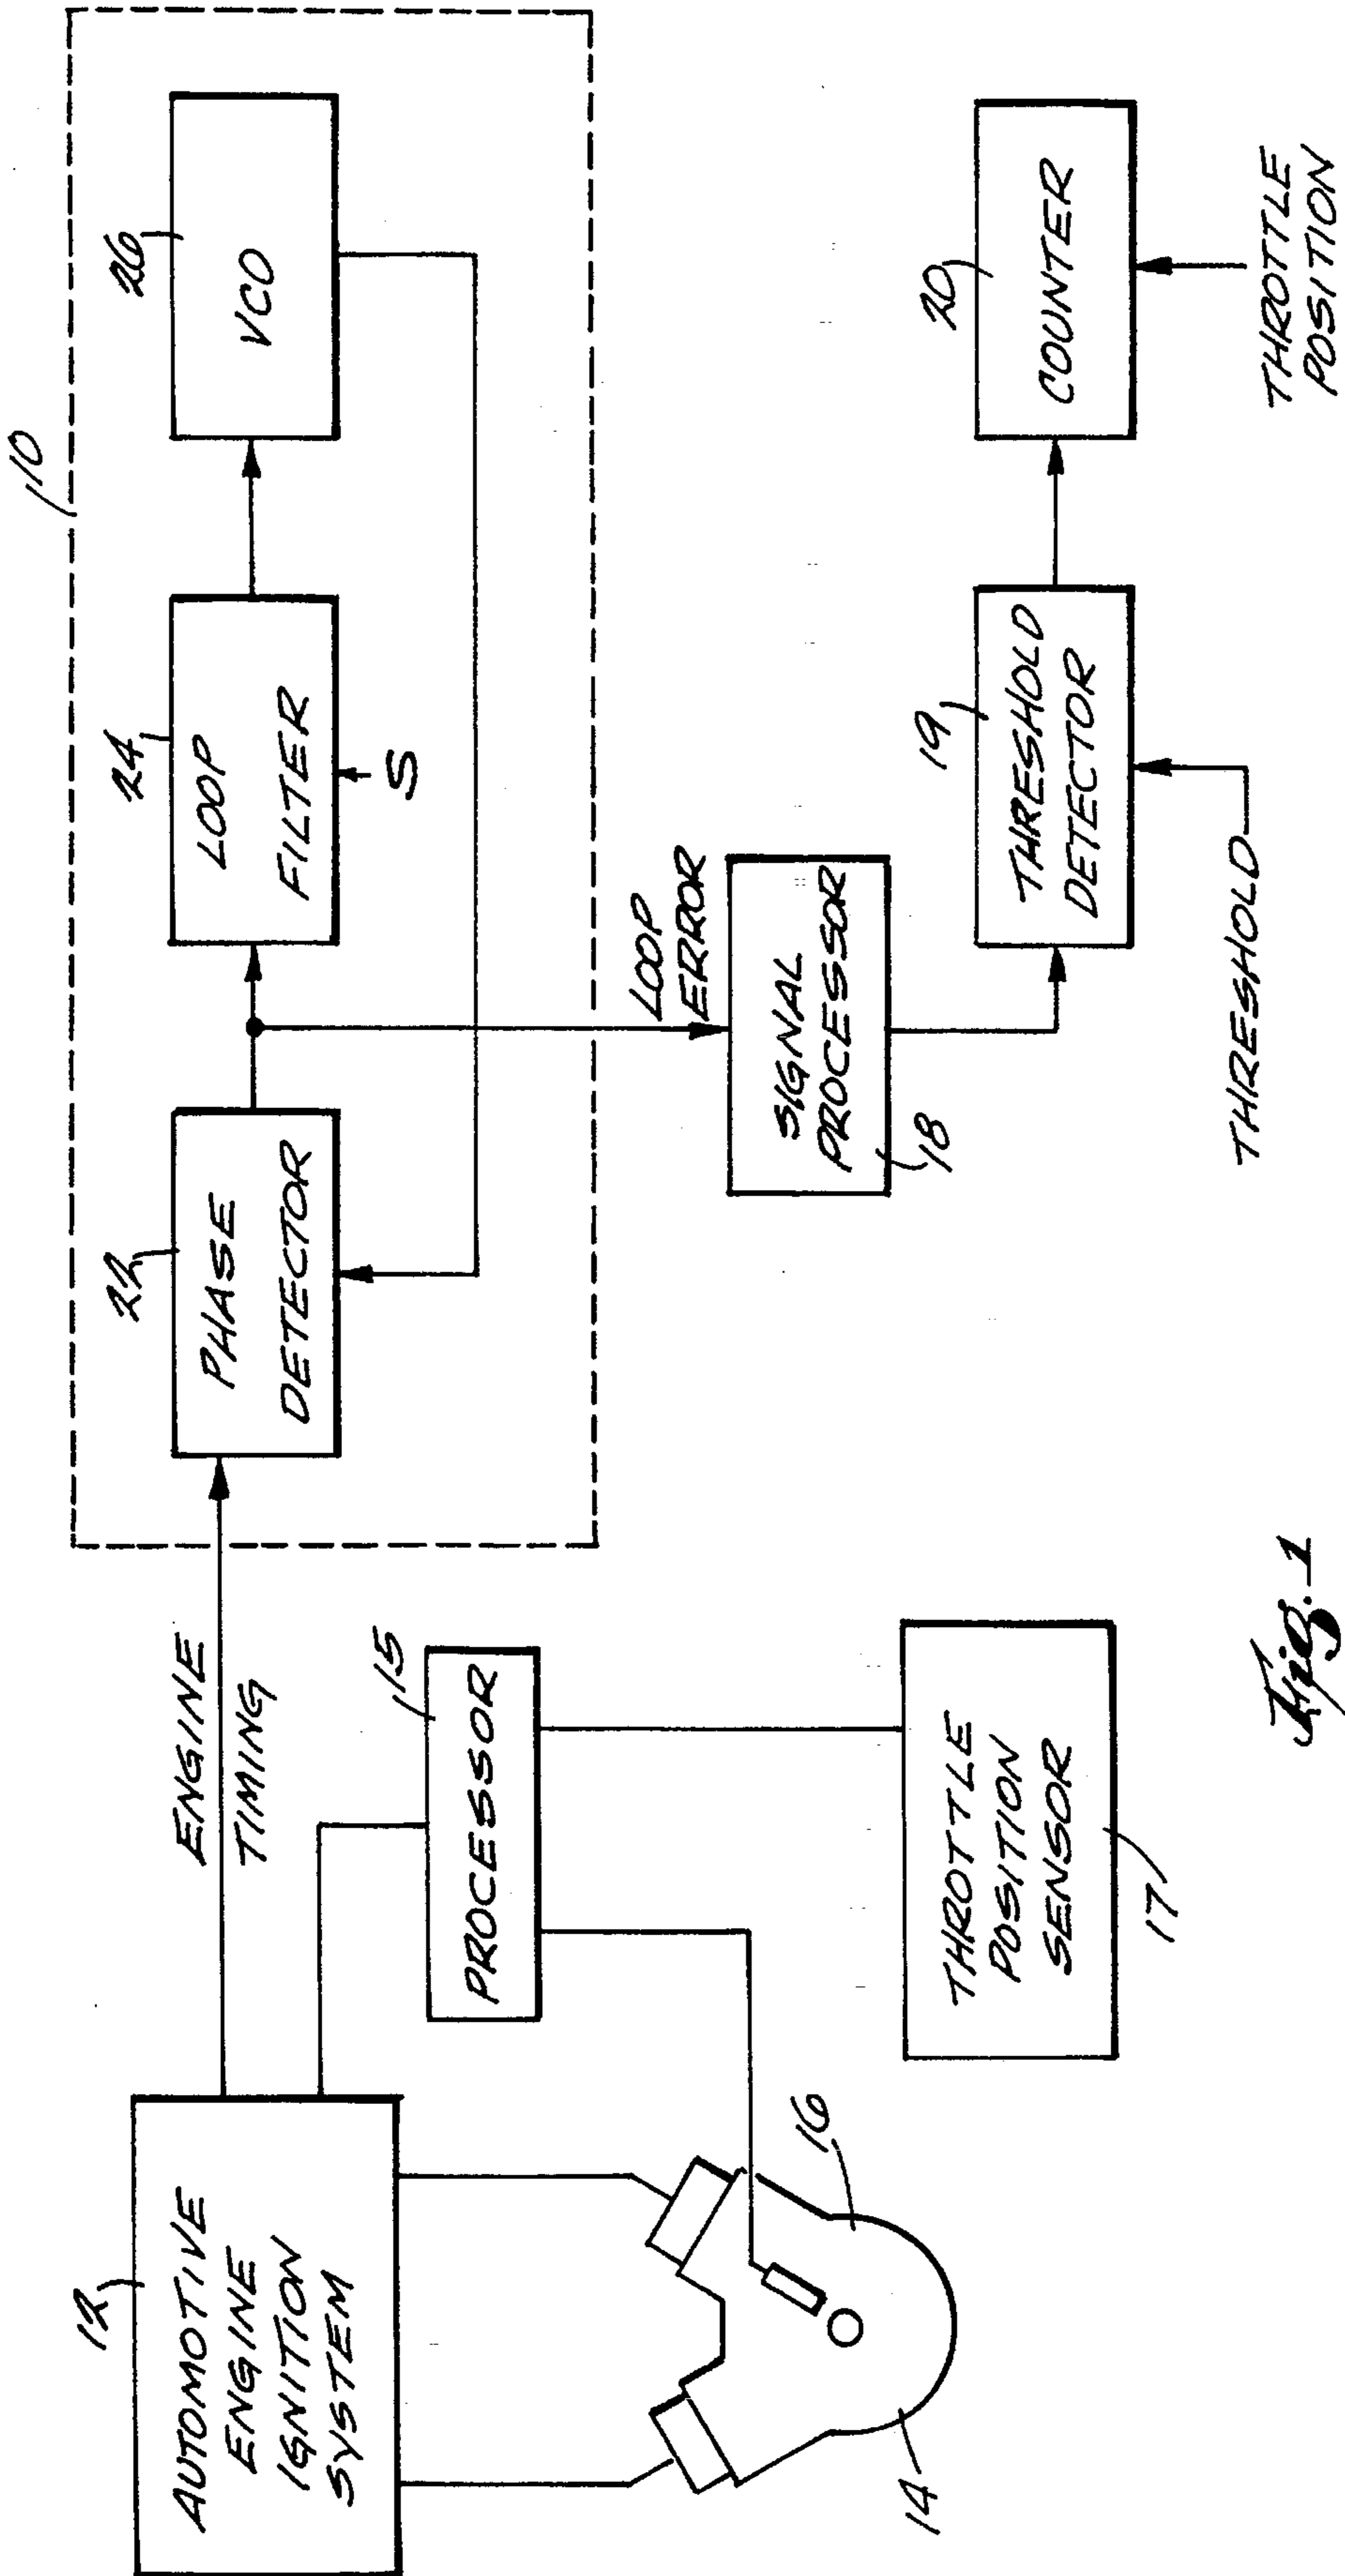 10
12
AUTOMOTIVE
ENGINE
IGNITION
SYSTEM
ENGINE
TIMING
22
PHASE
DETECTOR
24
LOOP
FILTER
S
26
VCO
15
PROCESSOR
LOOP
ERROR
SIGNAL
PROCESSOR
18
19
THRESHOLD
DETECTOR
20
COUNTER
16
14
THROTTLE
POSITION
SENSOR
17
THRESHOLD
THROTTLE
POSITION
Fig. 1